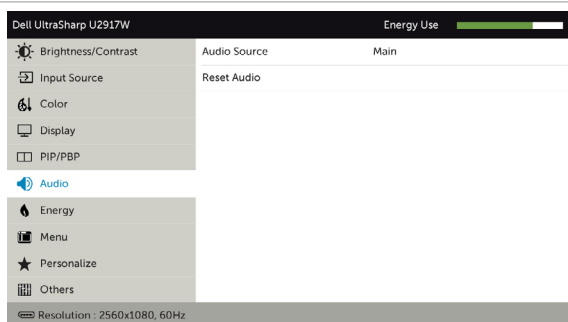 Dell UltraSharp U2917W Energy Use
Brightness/Contrast Audio Source Main
Input Source Reset Audio
Color
Display
PIP/PBP
Audio
Energy
Menu
Personalize
Others
Resolution : 2560x1080, 60Hz